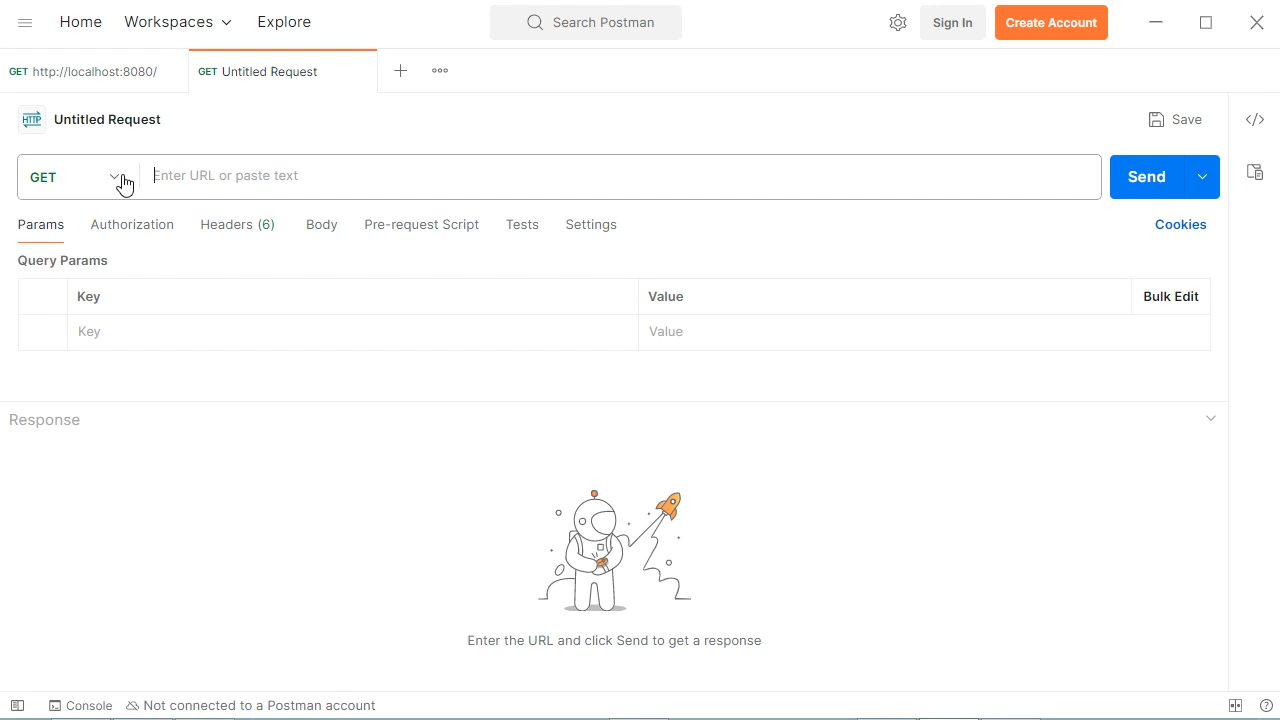 Home Workspaces Explore Search Postman Sign In Create Account
GET http://localhost:8080/ GET Untitled Request
HTTP Untitled Request Save
GET Enter URL or paste text Send
Params Authorization Headers (6) Body Pre-request Script Tests Settings Cookies
Query Params
Key Value Bulk Edit
Key Value
Response
Enter the URL and click Send to get a response
Console Not connected to a Postman account